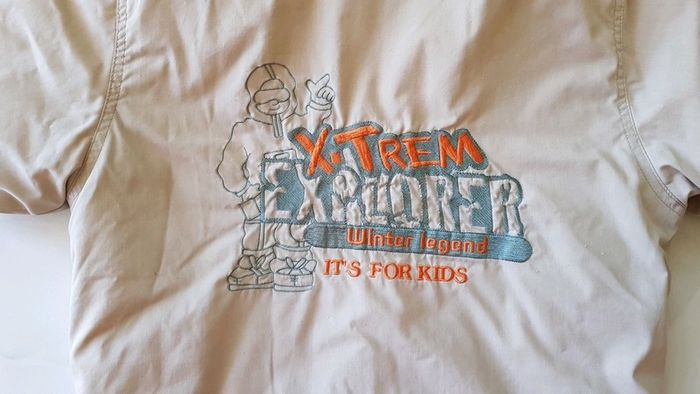 X-TREM
EXPLORER
Winter legend
IT'S FOR KIDS